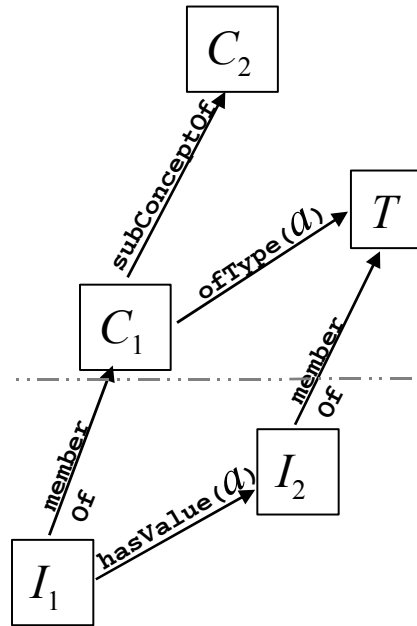 C₂
subConceptOf
ofType(a)
T
C₁
member
Of
member
Of
I₂
hasValue(a)
I₁